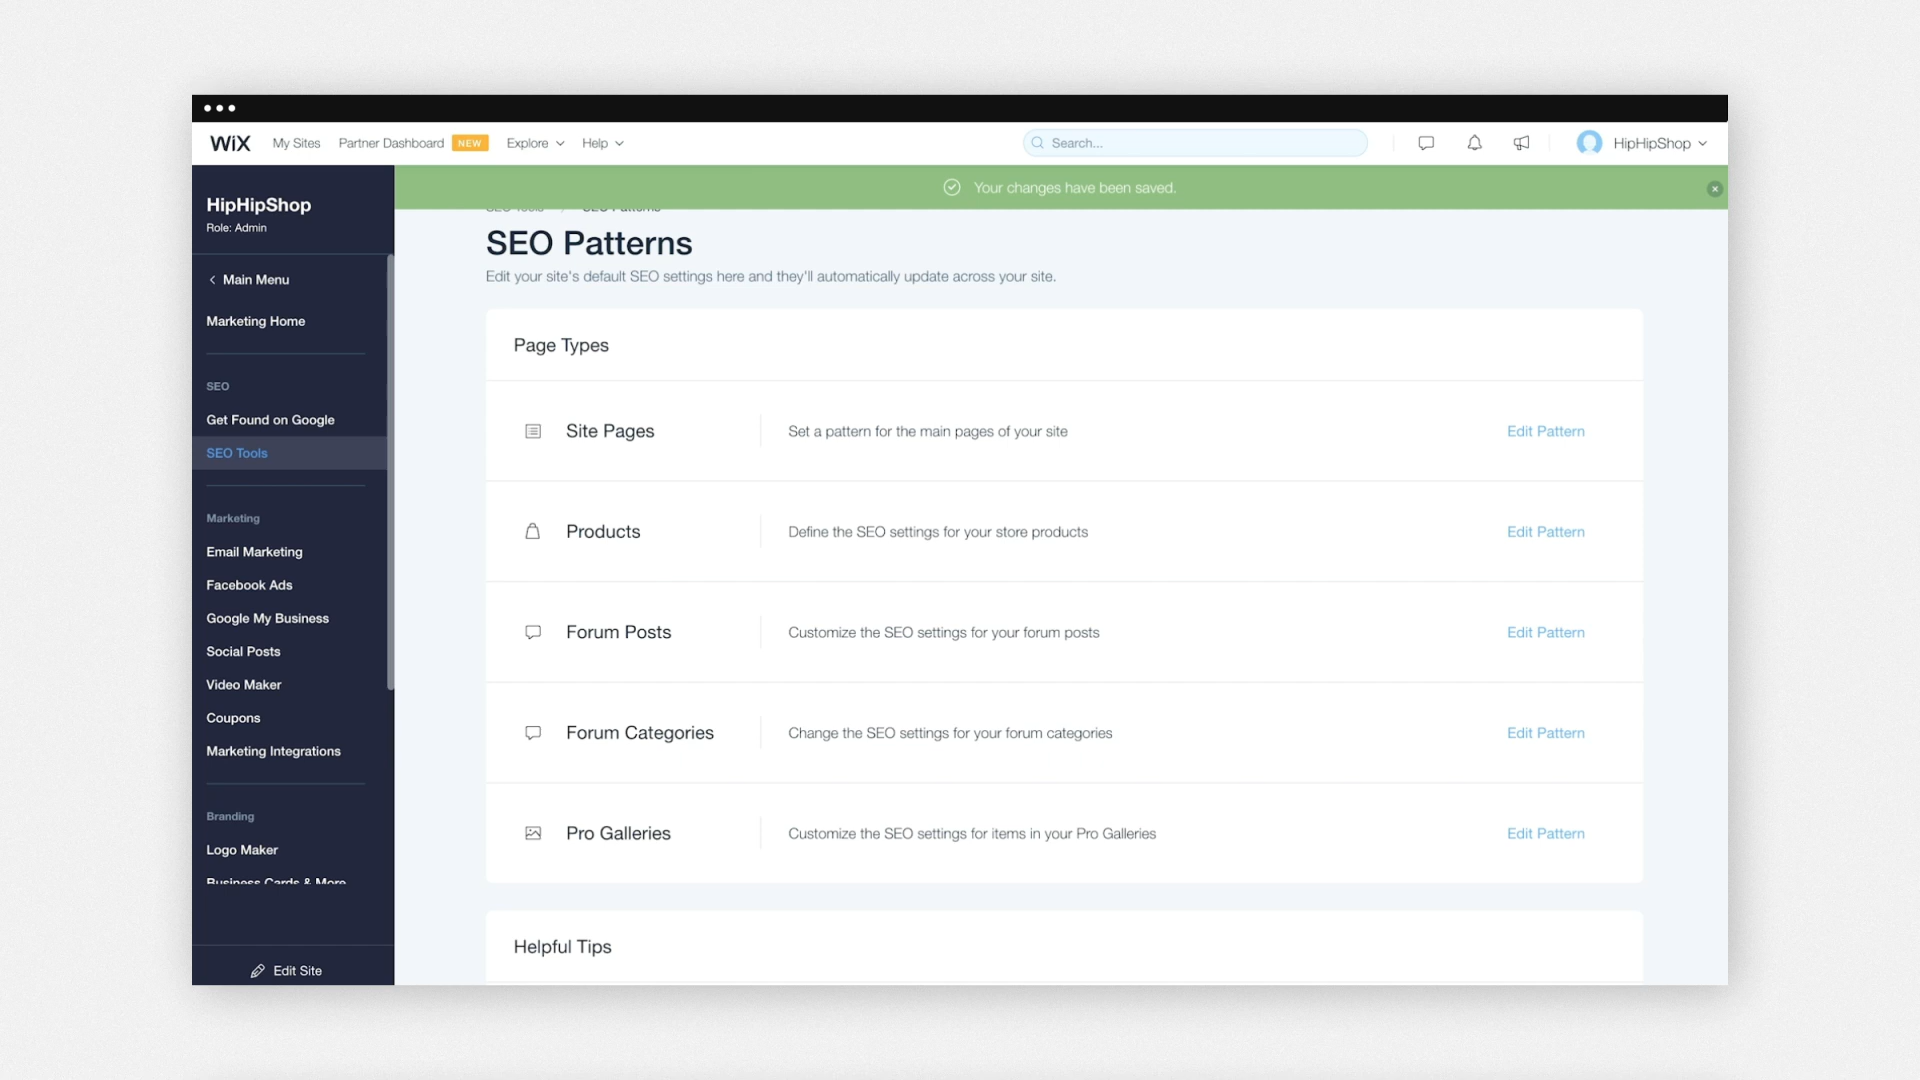 WiX My Sites Partner Dashboard NEW Explore Help Search... HipHipShop
Your changes have been saved.
HipHipShop
Role: Admin
Main Menu
Marketing Home
SEO
Get Found on Google
SEO Tools
Marketing
Email Marketing
Facebook Ads
Google My Business
Social Posts
Video Maker
Coupons
Marketing Integrations
Branding
Logo Maker
Business Cards & More
Edit Site
SEO Tools SEO Patterns
SEO Patterns
Edit your site's default SEO settings here and they'll automatically update across your site.
Page Types
Site Pages Set a pattern for the main pages of your site Edit Pattern
Products Define the SEO settings for your store products Edit Pattern
Forum Posts Customize the SEO settings for your forum posts Edit Pattern
Forum Categories Change the SEO settings for your forum categories Edit Pattern
Pro Galleries Customize the SEO settings for items in your Pro Galleries Edit Pattern
Helpful Tips